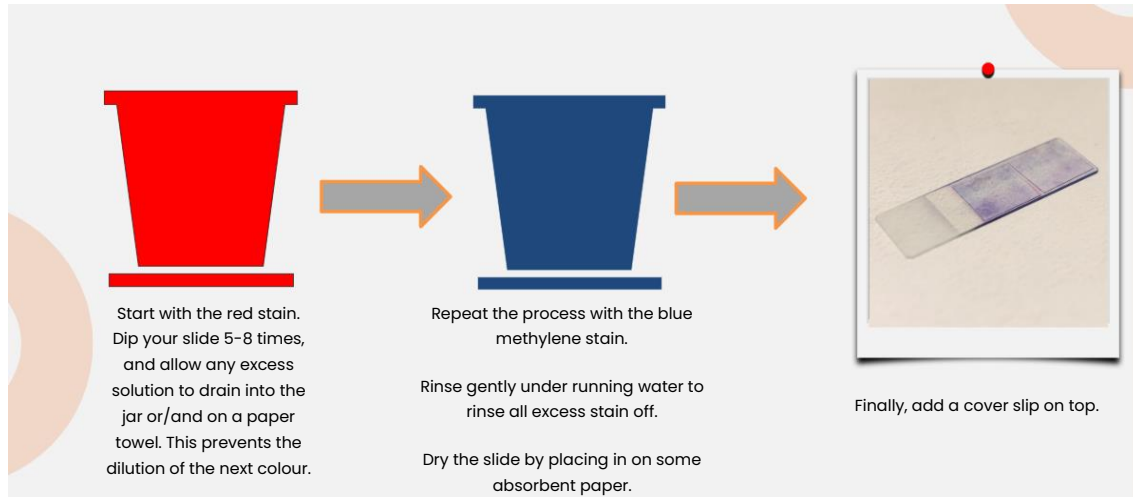 Start with the red stain.
Dip your slide 5-8 times,
and allow any excess
solution to drain into the
jar or/and on a paper
towel. This prevents the
dilution of the next colour.
Repeat the process with the blue
methylene stain.
Rinse gently under running water to
rinse all excess stain off.
Dry the slide by placing in on some
absorbent paper.
Finally, add a cover slip on top.